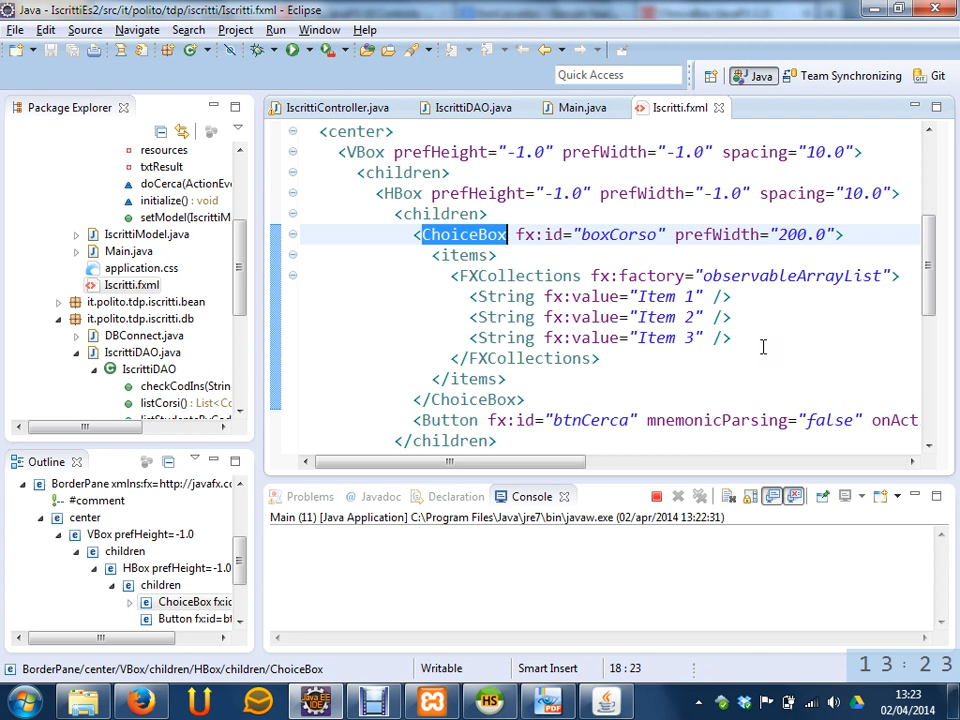 Java - IscrittiEs2/src/it/polito/tdp/iscritti/Iscritti.fxml - Eclipse
File Edit Source Navigate Search Project Run Window Help
Quick Access
Java
Team Synchronizing
Git
Package Explorer
resources
txtResult
doCerca(ActionEve
initialize() : void
setModel(IscrittiM
IscrittiModel.java
Main.java
application.css
Iscritti.fxml
it.polito.tdp.iscritti.bean
it.polito.tdp.iscritti.db
DBConnect.java
IscrittiDAO.java
IscrittiDAO
checkCodIns(String
listCorsi() : List<Co
Outline
BorderPane xmlns:fx=http://javafx.co
#comment
center
VBox prefHeight=-1.0
children
HBox prefHeight=-1.0
children
ChoiceBox fx:id
Button fx:id=bt
IscrittiController.java
IscrittiDAO.java
Main.java
Iscritti.fxml
<center>
<VBox prefHeight="-1.0" prefWidth="-1.0" spacing="10.0">
<children>
<HBox prefHeight="-1.0" prefWidth="-1.0" spacing="10.0">
<children>
<ChoiceBox fx:id="boxCorso" prefWidth="200.0">
<items>
<FXCollections fx:factory="observableArrayList">
<String fx:value="Item 1" />
<String fx:value="Item 2" />
<String fx:value="Item 3" />
</FXCollections>
</items>
</ChoiceBox>
<Button fx:id="btnCerca" mnemonicParsing="false" onAct
</children>
Problems
Javadoc
Declaration
Console
Main (11) [Java Application] C:\Program Files\Java\jre7\bin\javaw.exe (02/apr/2014 13:22:31)
BorderPane/center/VBox/children/HBox/children/ChoiceBox
Writable
Smart Insert
18 : 23
13:23
13:23
02/04/2014